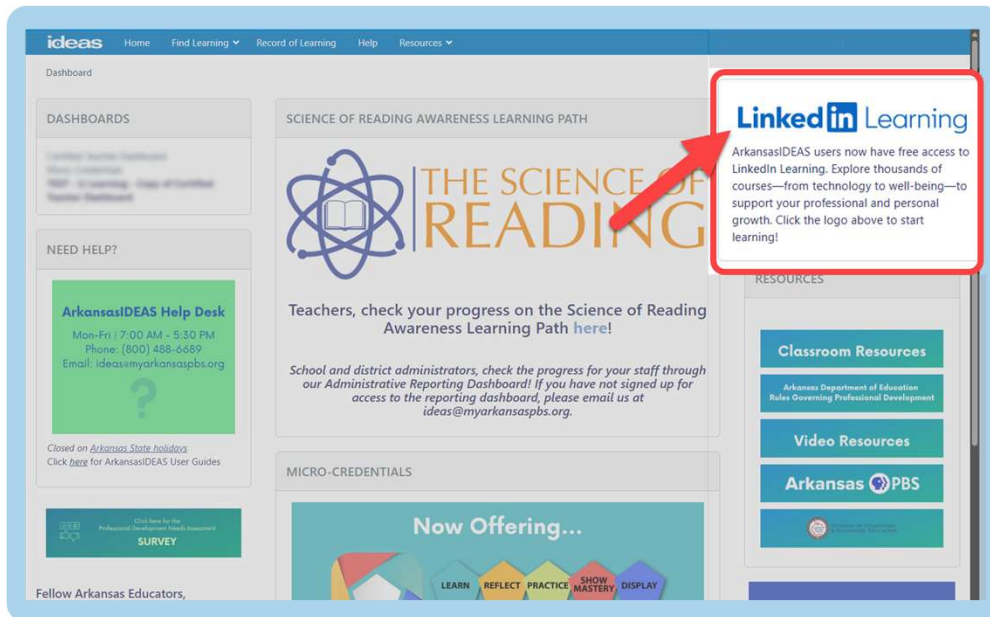 ideas Home Find Learning Record of Learning Help Resources
Dashboard
DASHBOARDS
NEED HELP?
ArkansasIDEAS Help Desk
Mon-Fri | 7:00 AM - 5:30 PM
Phone: (800) 488-6689
Email: ideas@myarkansaspbs.org
?
Closed on Arkansas State holidays
Click here for ArkansasIDEAS User Guides
Click here for the
Professional Development Needs Assessment
SURVEY
Fellow Arkansas Educators,
SCIENCE OF READING AWARENESS LEARNING PATH
THE SCIENCE OF
READING
Teachers, check your progress on the Science of Reading
Awareness Learning Path here!
School and district administrators, check the progress for your staff through
our Administrative Reporting Dashboard! If you have not signed up for
access to the reporting dashboard, please email us at
ideas@myarkansaspbs.org.
MICRO-CREDENTIALS
Now Offering...
LEARN REFLECT PRACTICE SHOW MASTERY DISPLAY
Linked in Learning
ArkansasIDEAS users now have free access to
LinkedIn Learning. Explore thousands of
courses—from technology to well-being—to
support your professional and personal
growth. Click the logo above to start
learning!
RESOURCES
Classroom Resources
Arkansas Department of Education
Rules Governing Professional Development
Video Resources
Arkansas PBS